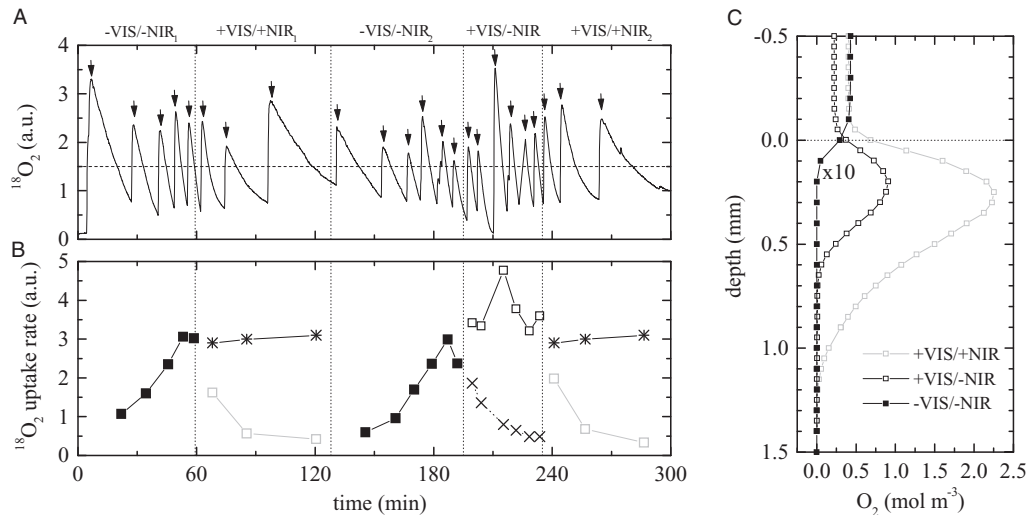 A
-VIS/-NIR₁
+VIS/+NIR₁
-VIS/-NIR₂
+VIS/-NIR
+VIS/+NIR₂
¹⁸O₂ (a.u.)
4
3
2
1
0
B
¹⁸O₂ uptake rate (a.u.)
5
4
3
2
1
0
0
60
120
180
240
300
time (min)
C
depth (mm)
-0.5
0.0
0.5
1.0
1.5
x10
+VIS/+NIR
+VIS/-NIR
-VIS/-NIR
0.0
0.5
1.0
1.5
2.0
2.5
O₂ (mol m⁻³)